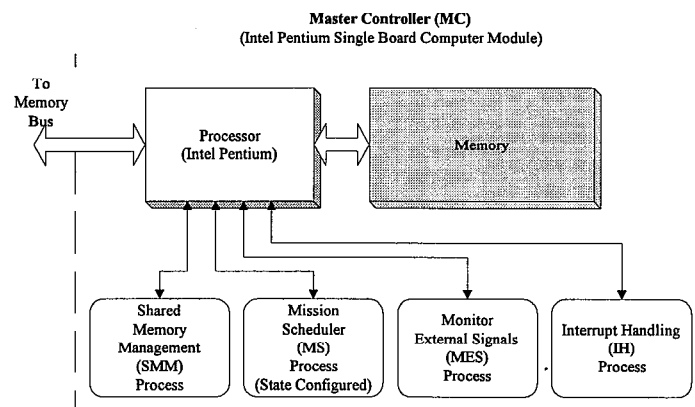 Master Controller (MC)
(Intel Pentium Single Board Computer Module)
To
Memory
Bus
Processor
(Intel Pentium)
Memory
Shared
Memory
Management
(SMM)
Process
Mission
Scheduler
(MS)
Process
(State Configured)
Monitor
External Signals
(MES)
Process
Interrupt Handling
(IH)
Process